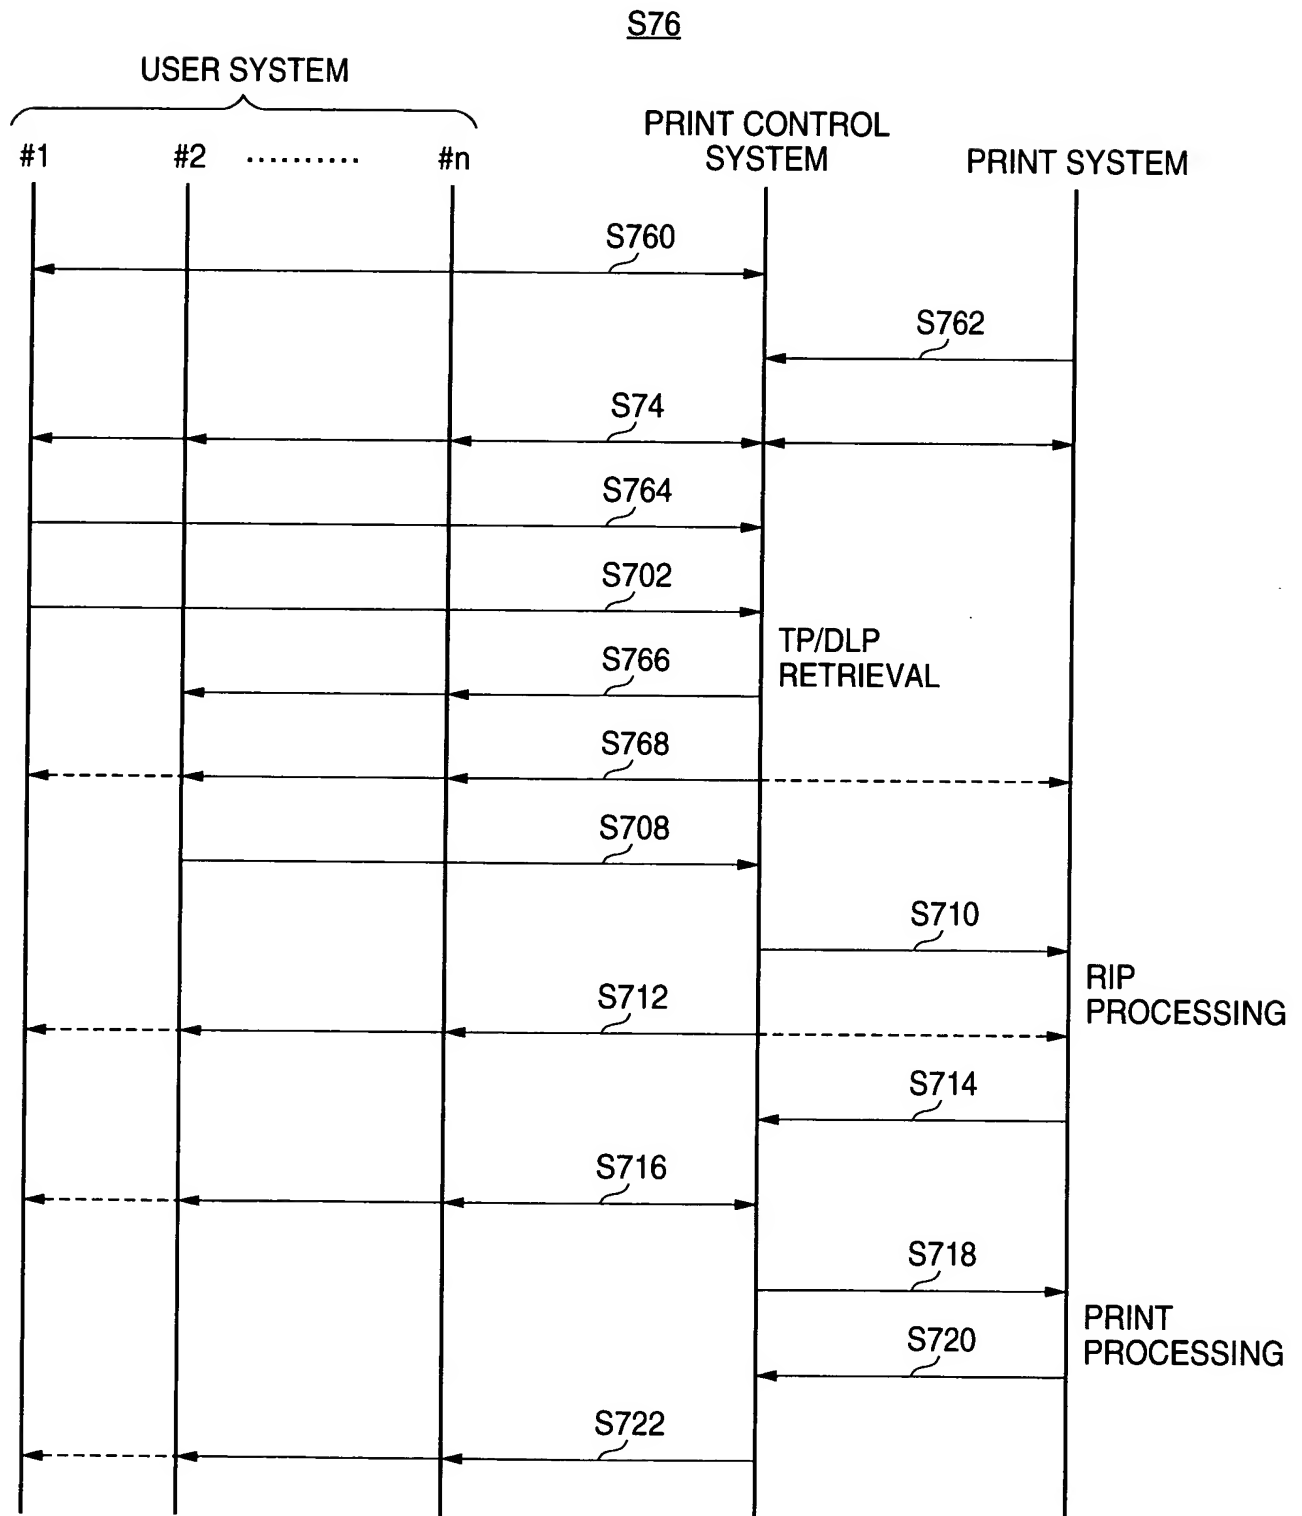 S76
USER SYSTEM
#1 #2 .......... #n
PRINT CONTROL
SYSTEM
PRINT SYSTEM
S760
S762
S74
S764
S702
TP/DLP
RETRIEVAL
S766
S768
S708
S710
RIP
PROCESSING
S712
S714
S716
S718
PRINT
PROCESSING
S720
S722